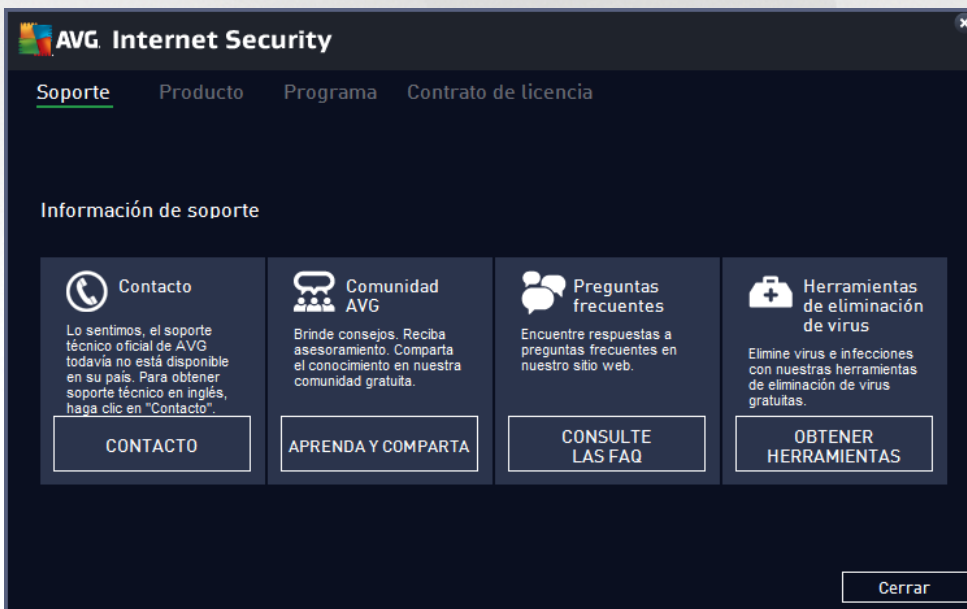 AVG. Internet Security
Soporte Producto Programa Contrato de licencia
Información de soporte
Contacto
Lo sentimos, el soporte
técnico oficial de AVG
todavía no está disponible
en su país. Para obtener
soporte técnico en inglés,
haga clic en "Contacto".
CONTACTO
Comunidad
AVG
Brinde consejos. Reciba
asesoramiento. Comparta
el conocimiento en nuestra
comunidad gratuita.
APRENDA Y COMPARTA
Preguntas
frecuentes
Encuentre respuestas a
preguntas frecuentes en
nuestro sitio web.
CONSULTE
LAS FAQ
Herramientas
de eliminación
de virus
Elimine virus e infecciones
con nuestras herramientas
de eliminación de virus
gratuitas.
OBTENER
HERRAMIENTAS
Cerrar